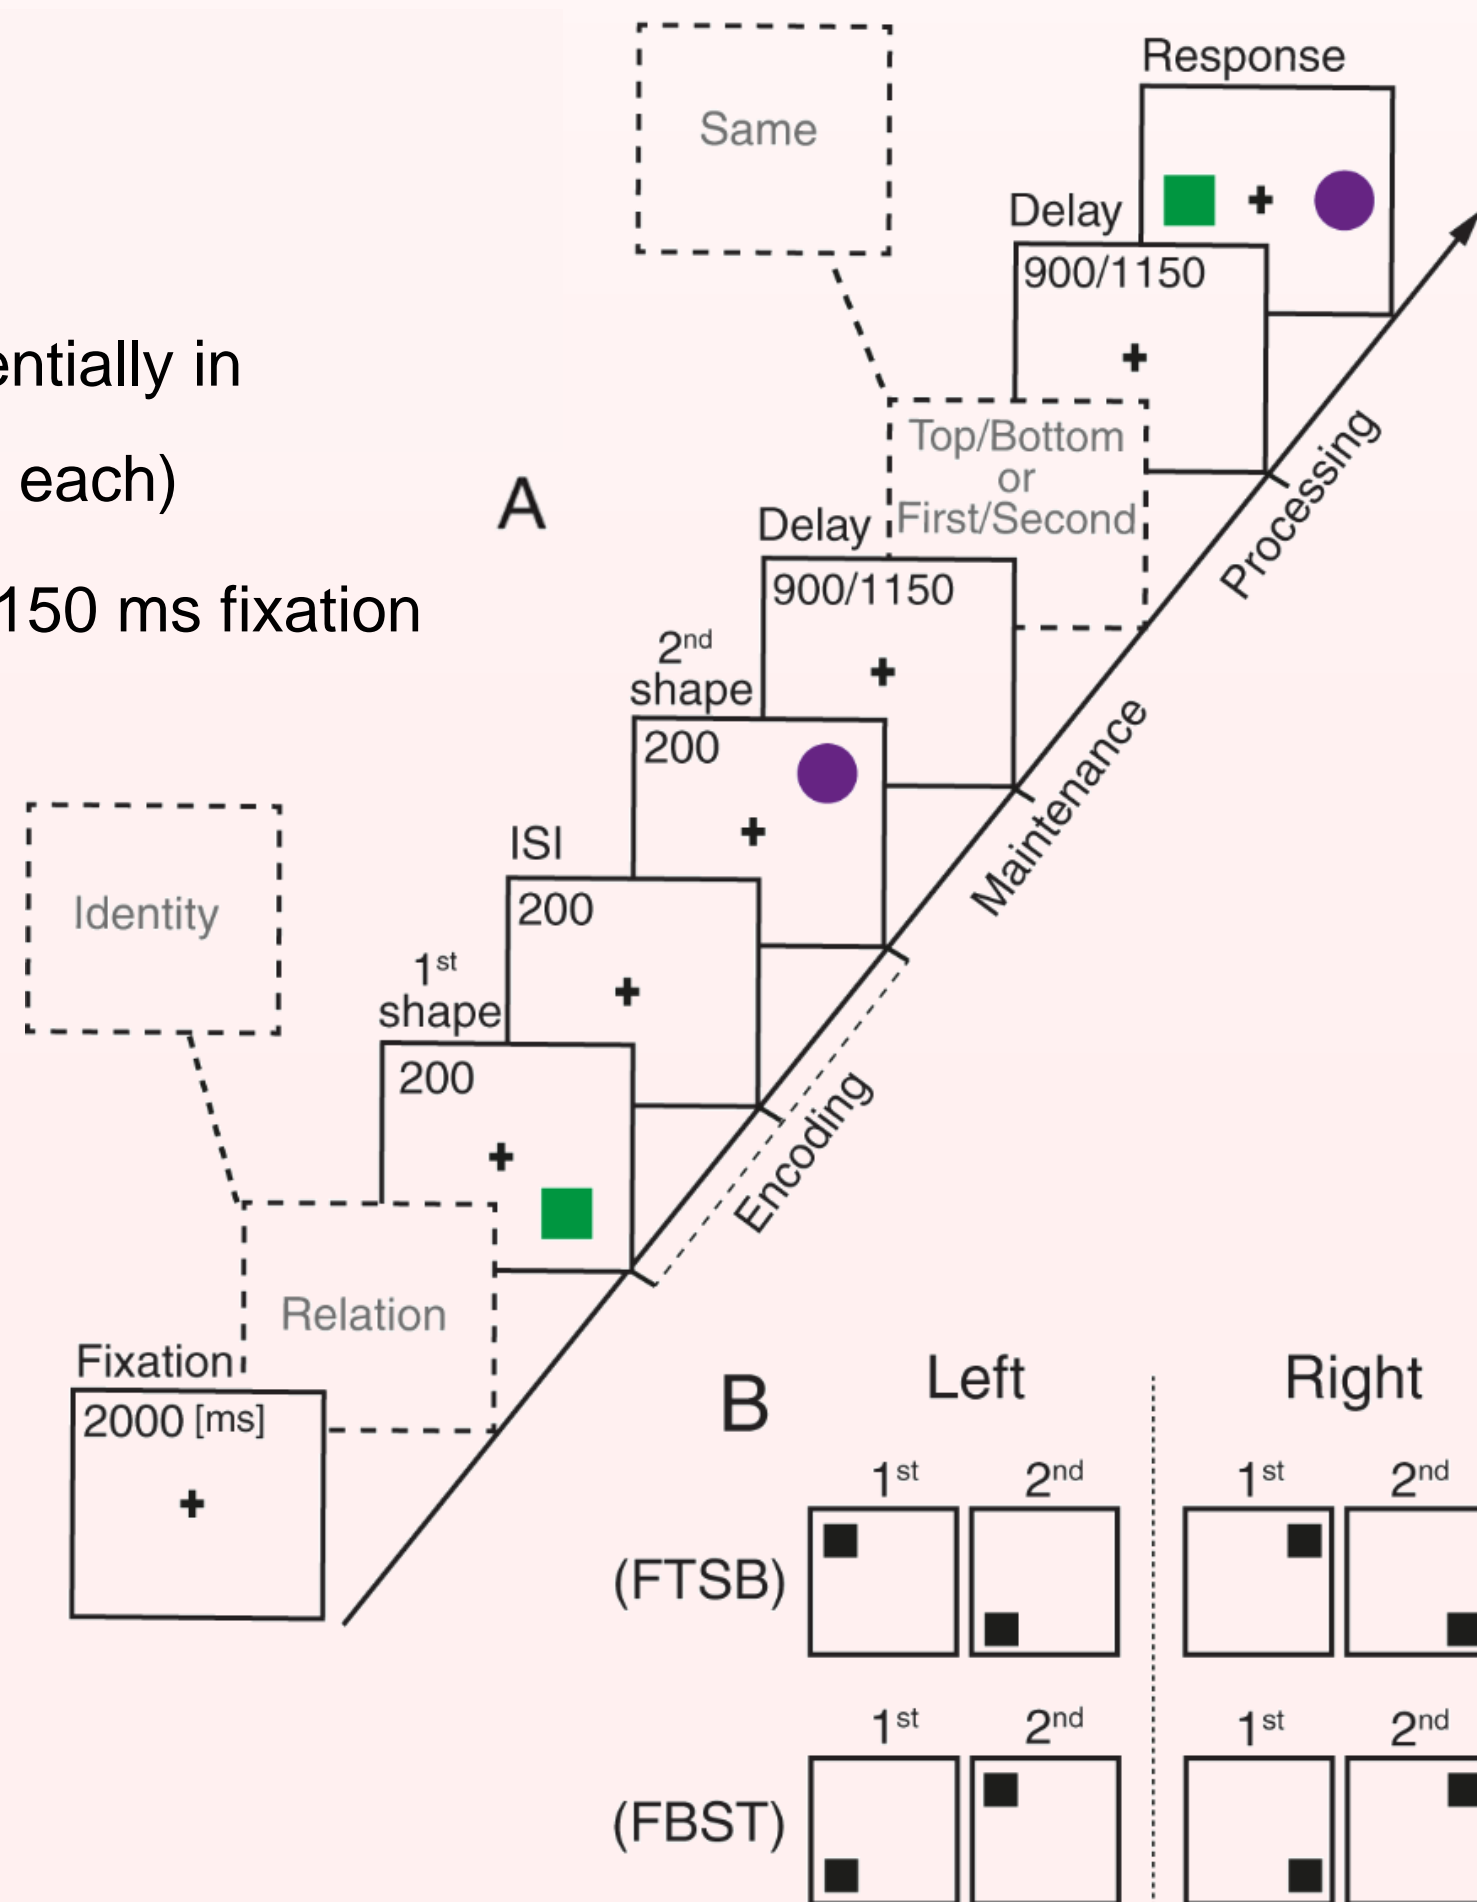 entially in
each)
150 ms fixation
A
Same
Response
Delay
900/1150
Top/Bottom
or
First/Second
Delay
900/1150
2nd
shape
200
ISI
200
Identity
1st
shape
200
Relation
Fixation
2000 [ms]
Processing
Maintenance
Encoding
B
Left
Right
1st
2nd
1st
2nd
(FTSB)
1st
2nd
1st
2nd
(FBST)